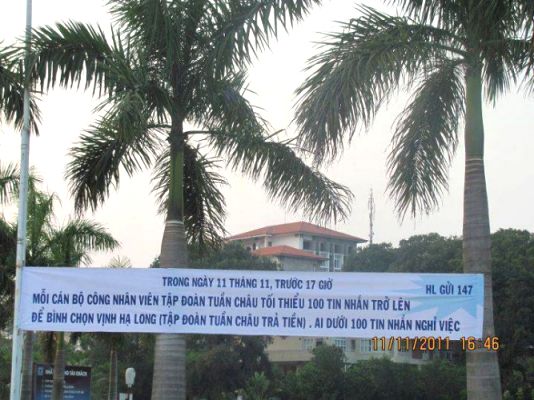 TRONG NGÀY 11 THÁNG 11, TRƯỚC 17 GIỜ
HL GỬI 147
MỖI CÁN BỘ CÔNG NHÂN VIÊN TẬP ĐOÀN TUẦN CHÂU TỐI THIỂU 100 TIN NHẮN TRỞ LÊN
ĐỂ BÌNH CHỌN VỊNH HẠ LONG (TẬP ĐOÀN TUẦN CHÂU TRẢ TIỀN) . AI DƯỚI 100 TIN NHẮN NGHỈ VIỆC
11/11/2011 16:46